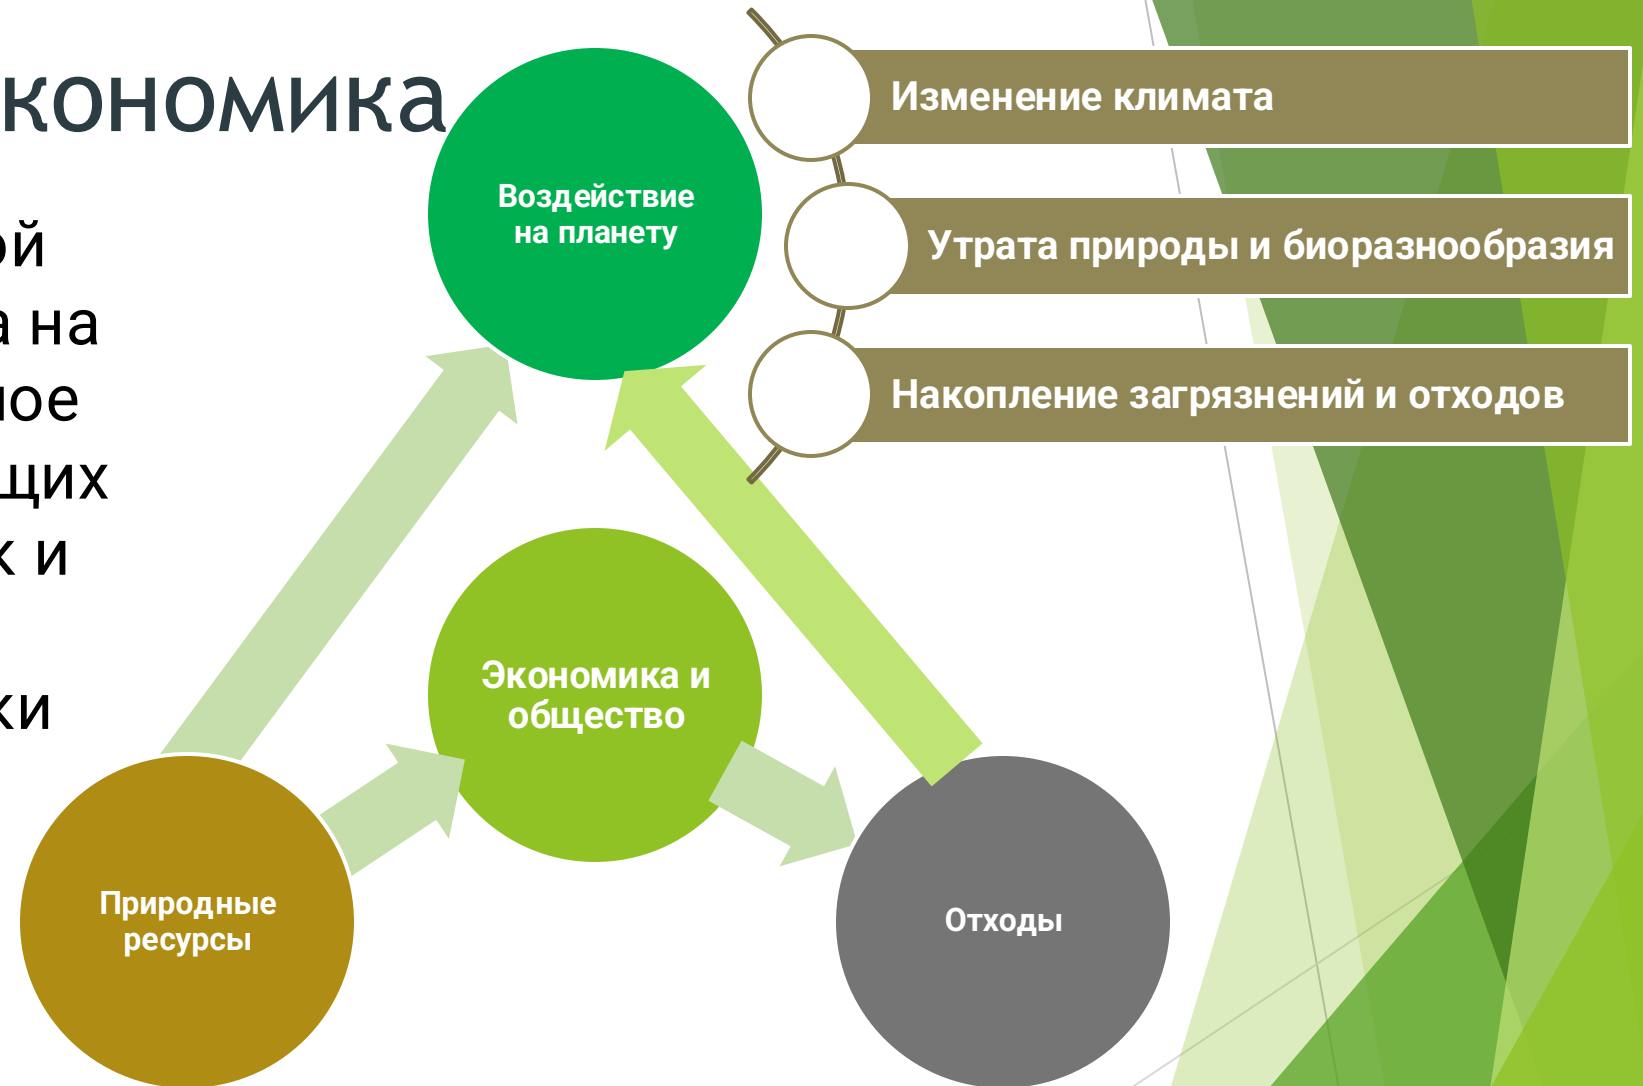 кономика
ой
а на
ное
щих
к и
ки
Воздействие
на планету
Изменение климата
Утрата природы и биоразнообразия
Накопление загрязнений и отходов
Экономика и
общество
Природные
ресурсы
Отходы